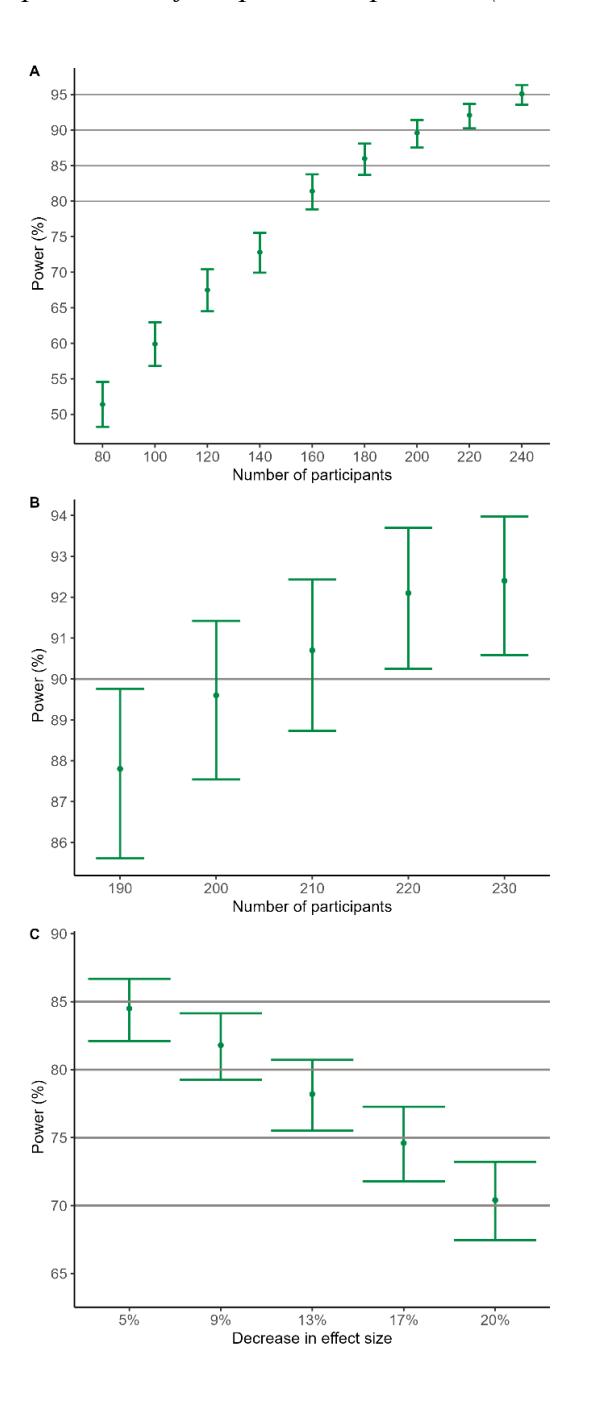 A
95
90
85
80
75
70
65
60
55
50
Power (%)
80 100 120 140 160 180 200 220 240
Number of participants
B
94
93
92
91
90
89
88
87
86
Power (%)
190 200 210 220 230
Number of participants
C
90
85
80
75
70
65
Power (%)
5% 9% 13% 17% 20%
Decrease in effect size